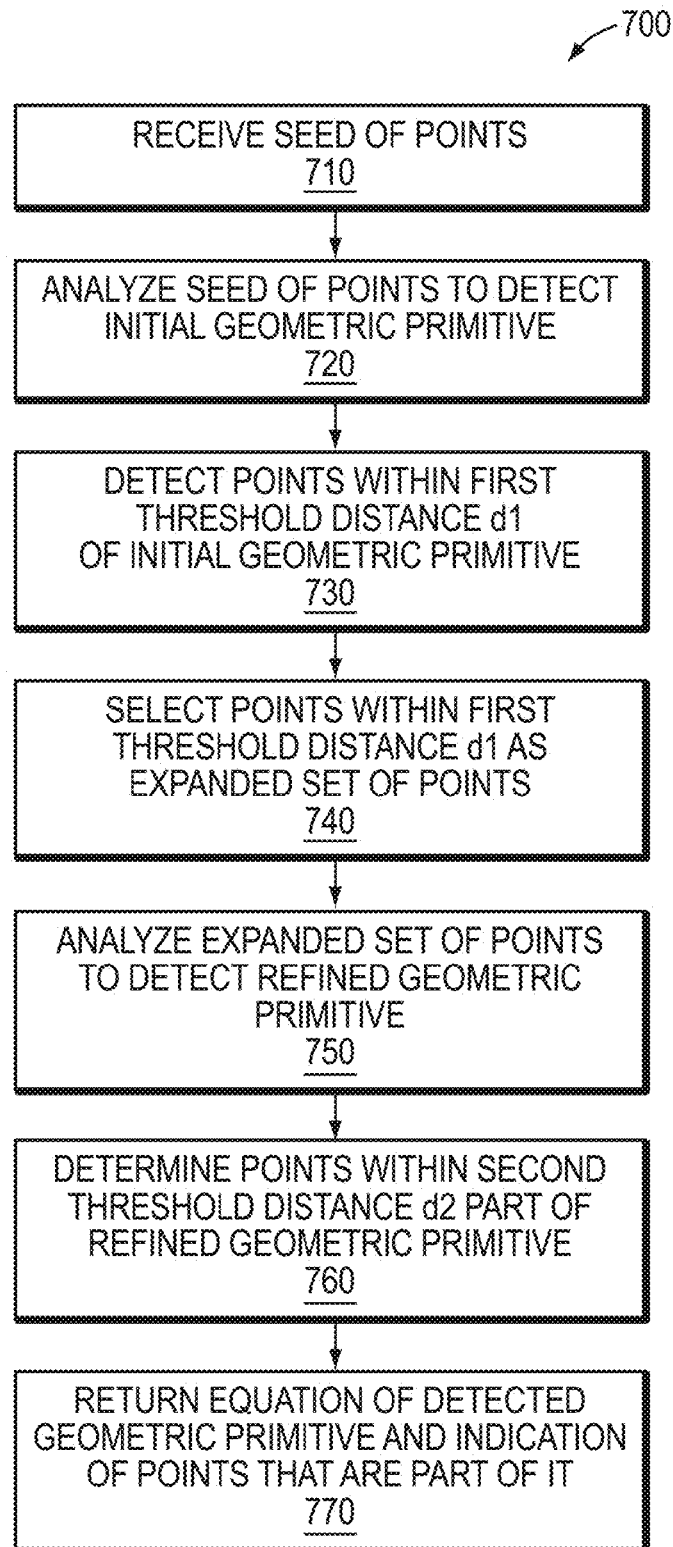 700
RECEIVE SEED OF POINTS
710
ANALYZE SEED OF POINTS TO DETECT
INITIAL GEOMETRIC PRIMITIVE
720
DETECT POINTS WITHIN FIRST
THRESHOLD DISTANCE d1
OF INITIAL GEOMETRIC PRIMITIVE
730
SELECT POINTS WITHIN FIRST
THRESHOLD DISTANCE d1 AS
EXPANDED SET OF POINTS
740
ANALYZE EXPANDED SET OF POINTS
TO DETECT REFINED GEOMETRIC
PRIMITIVE
750
DETERMINE POINTS WITHIN SECOND
THRESHOLD DISTANCE d2 PART OF
REFINED GEOMETRIC PRIMITIVE
760
RETURN EQUATION OF DETECTED
GEOMETRIC PRIMITIVE AND INDICATION
OF POINTS THAT ARE PART OF IT
770